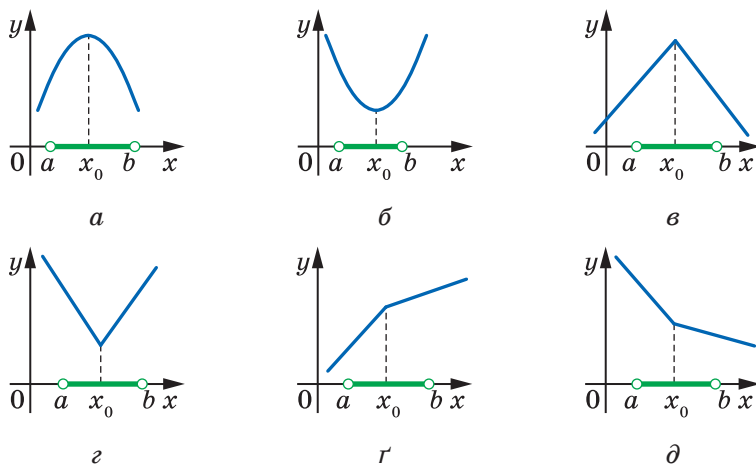 y y y
0 a x₀ b x 0 a x₀ b x 0 a x₀ b x
а б в
y y y
0 a x₀ b x 0 a x₀ b x 0 a x₀ b x
г ґ д